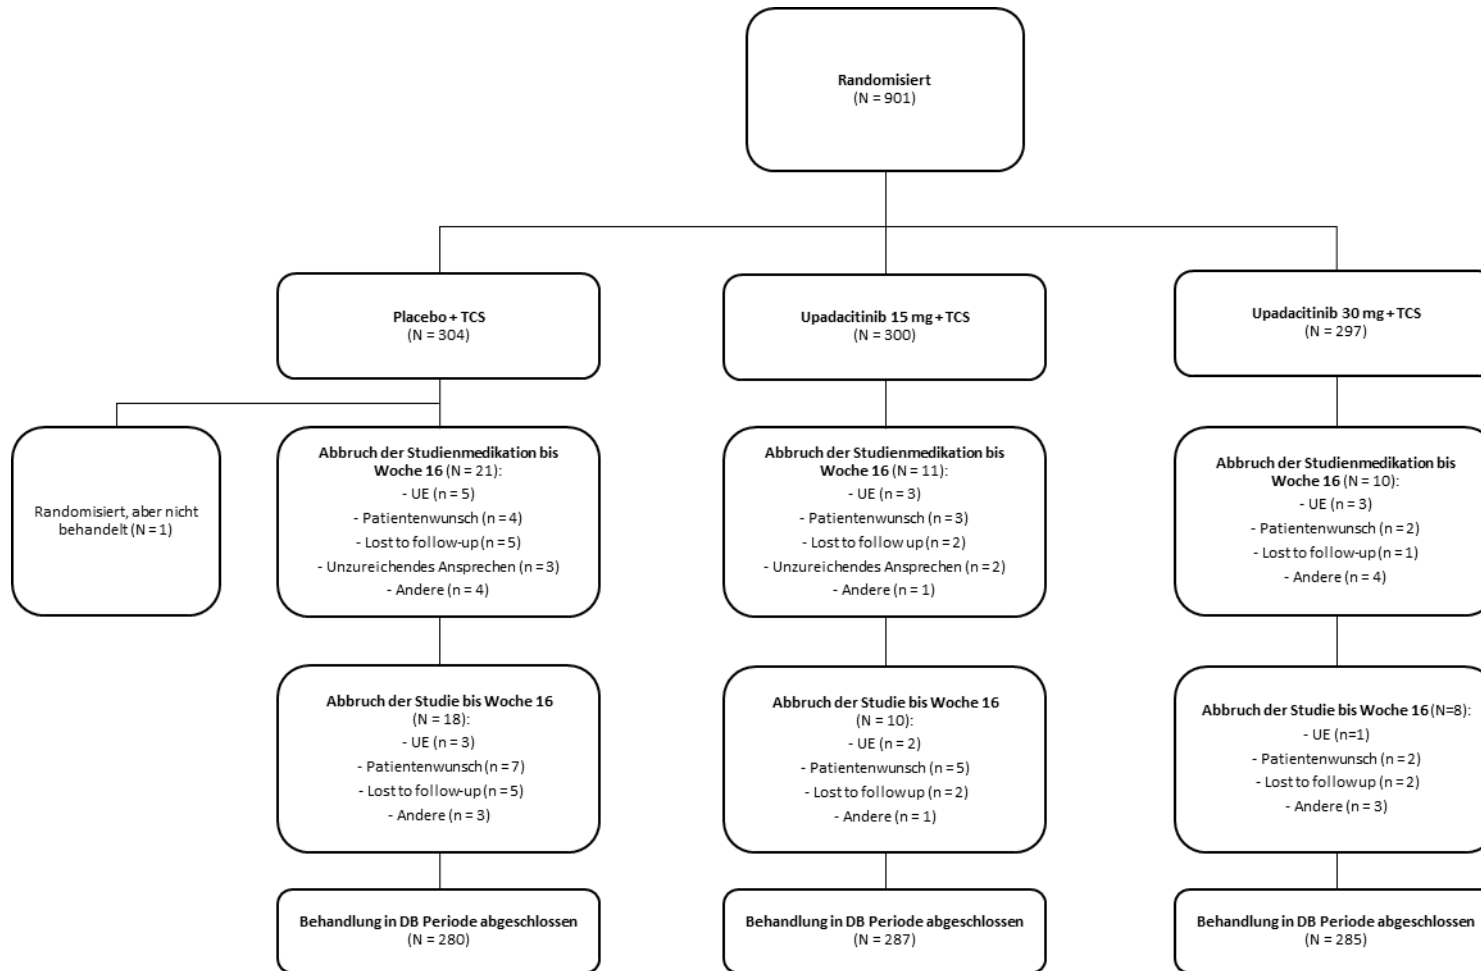 Randomisiert
(N = 901)
Placebo + TCS
(N = 304)
Upadacitinib 15 mg + TCS
(N = 300)
Upadacitinib 30 mg + TCS
(N = 297)
Randomisiert, aber nicht
behandelt (N = 1)
Abbruch der Studienmedikation bis
Woche 16 (N = 21):
- UE (n = 5)
- Patientenwunsch (n = 4)
- Lost to follow-up (n = 5)
- Unzureichendes Ansprechen (n = 3)
- Andere (n = 4)
Abbruch der Studienmedikation bis
Woche 16 (N = 11):
- UE (n = 3)
- Patientenwunsch (n = 3)
- Lost to follow up (n = 2)
- Unzureichendes Ansprechen (n = 2)
- Andere (n = 1)
Abbruch der Studienmedikation bis
Woche 16 (N = 10):
- UE (n = 3)
- Patientenwunsch (n = 2)
- Lost to follow-up (n = 1)
- Andere (n = 4)
Abbruch der Studie bis Woche 16
(N = 18):
- UE (n = 3)
- Patientenwunsch (n = 7)
- Lost to follow-up (n = 5)
- Andere (n = 3)
Abbruch der Studie bis Woche 16
(N = 10):
- UE (n = 2)
- Patientenwunsch (n = 5)
- Lost to follow up (n = 2)
- Andere (n = 1)
Abbruch der Studie bis Woche 16 (N=8):
- UE (n=1)
- Patientenwunsch (n = 2)
- Lost to follow up (n = 2)
- Andere (n = 3)
Behandlung in DB Periode abgeschlossen
(N = 280)
Behandlung in DB Periode abgeschlossen
(N = 287)
Behandlung in DB Periode abgeschlossen
(N = 285)